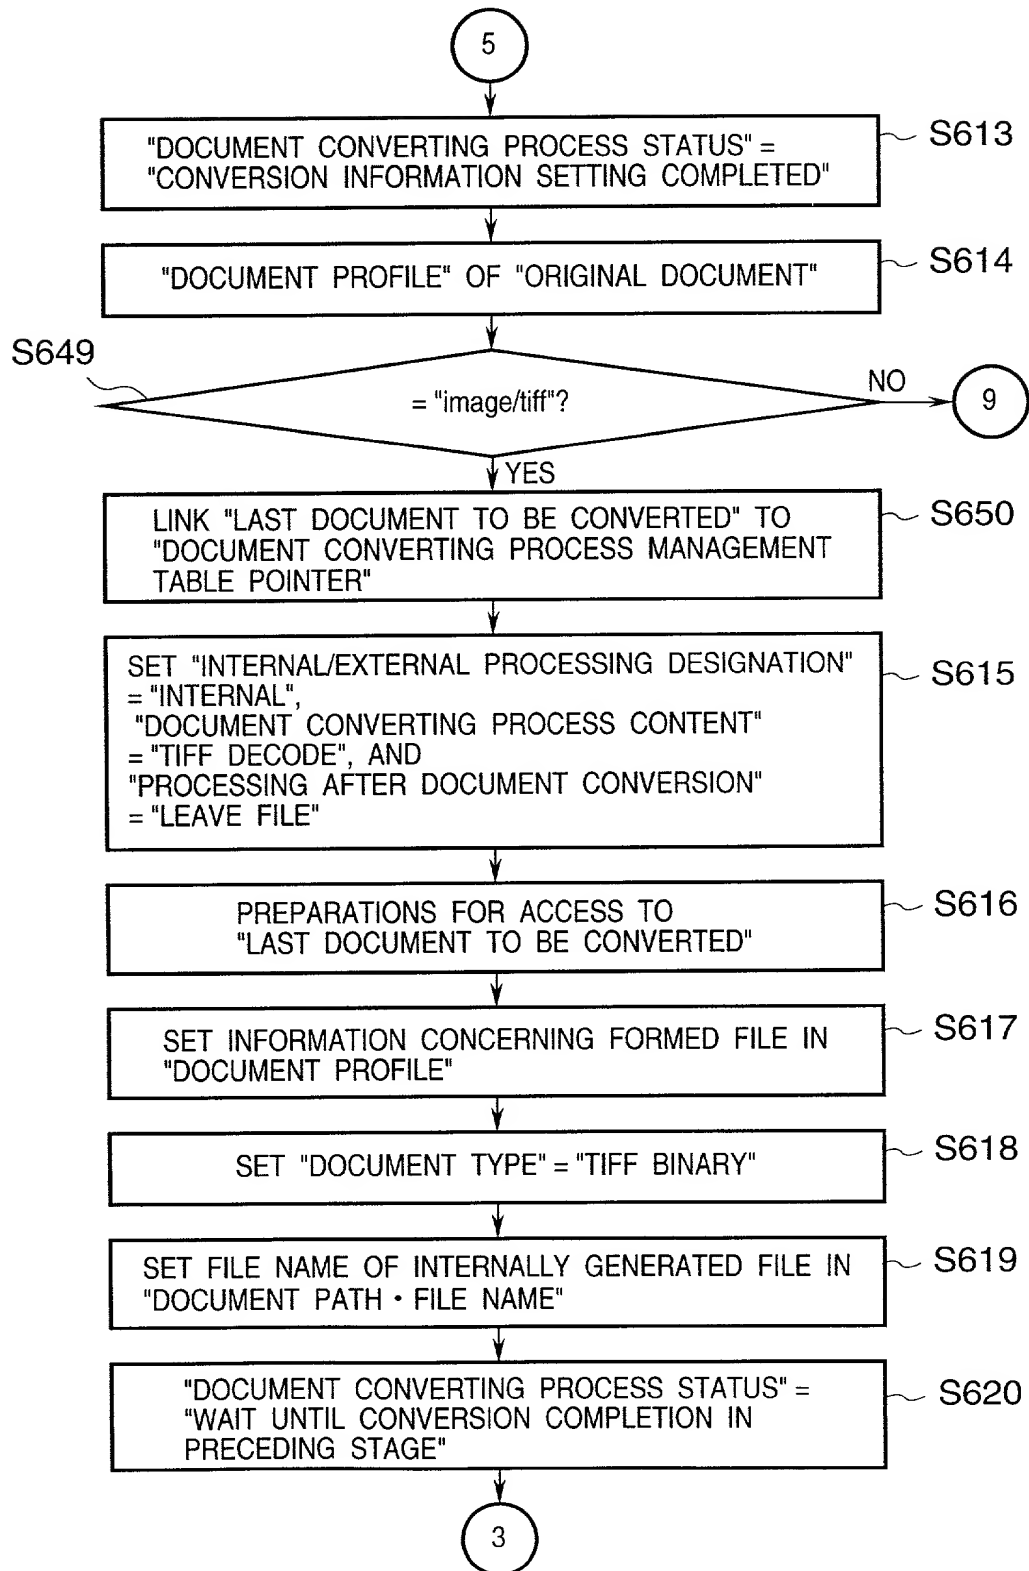 5
"DOCUMENT CONVERTING PROCESS STATUS" =
"CONVERSION INFORMATION SETTING COMPLETED"
S613
"DOCUMENT PROFILE" OF "ORIGINAL DOCUMENT"
S614
S649
= "image/tiff"?
NO
9
YES
LINK "LAST DOCUMENT TO BE CONVERTED" TO
"DOCUMENT CONVERTING PROCESS MANAGEMENT
TABLE POINTER"
S650
SET "INTERNAL/EXTERNAL PROCESSING DESIGNATION"
= "INTERNAL",
"DOCUMENT CONVERTING PROCESS CONTENT"
= "TIFF DECODE", AND
"PROCESSING AFTER DOCUMENT CONVERSION"
= "LEAVE FILE"
S615
PREPARATIONS FOR ACCESS TO
"LAST DOCUMENT TO BE CONVERTED"
S616
SET INFORMATION CONCERNING FORMED FILE IN
"DOCUMENT PROFILE"
S617
SET "DOCUMENT TYPE" = "TIFF BINARY"
S618
SET FILE NAME OF INTERNALLY GENERATED FILE IN
"DOCUMENT PATH・FILE NAME"
S619
"DOCUMENT CONVERTING PROCESS STATUS" =
"WAIT UNTIL CONVERSION COMPLETION IN
PRECEDING STAGE"
S620
3